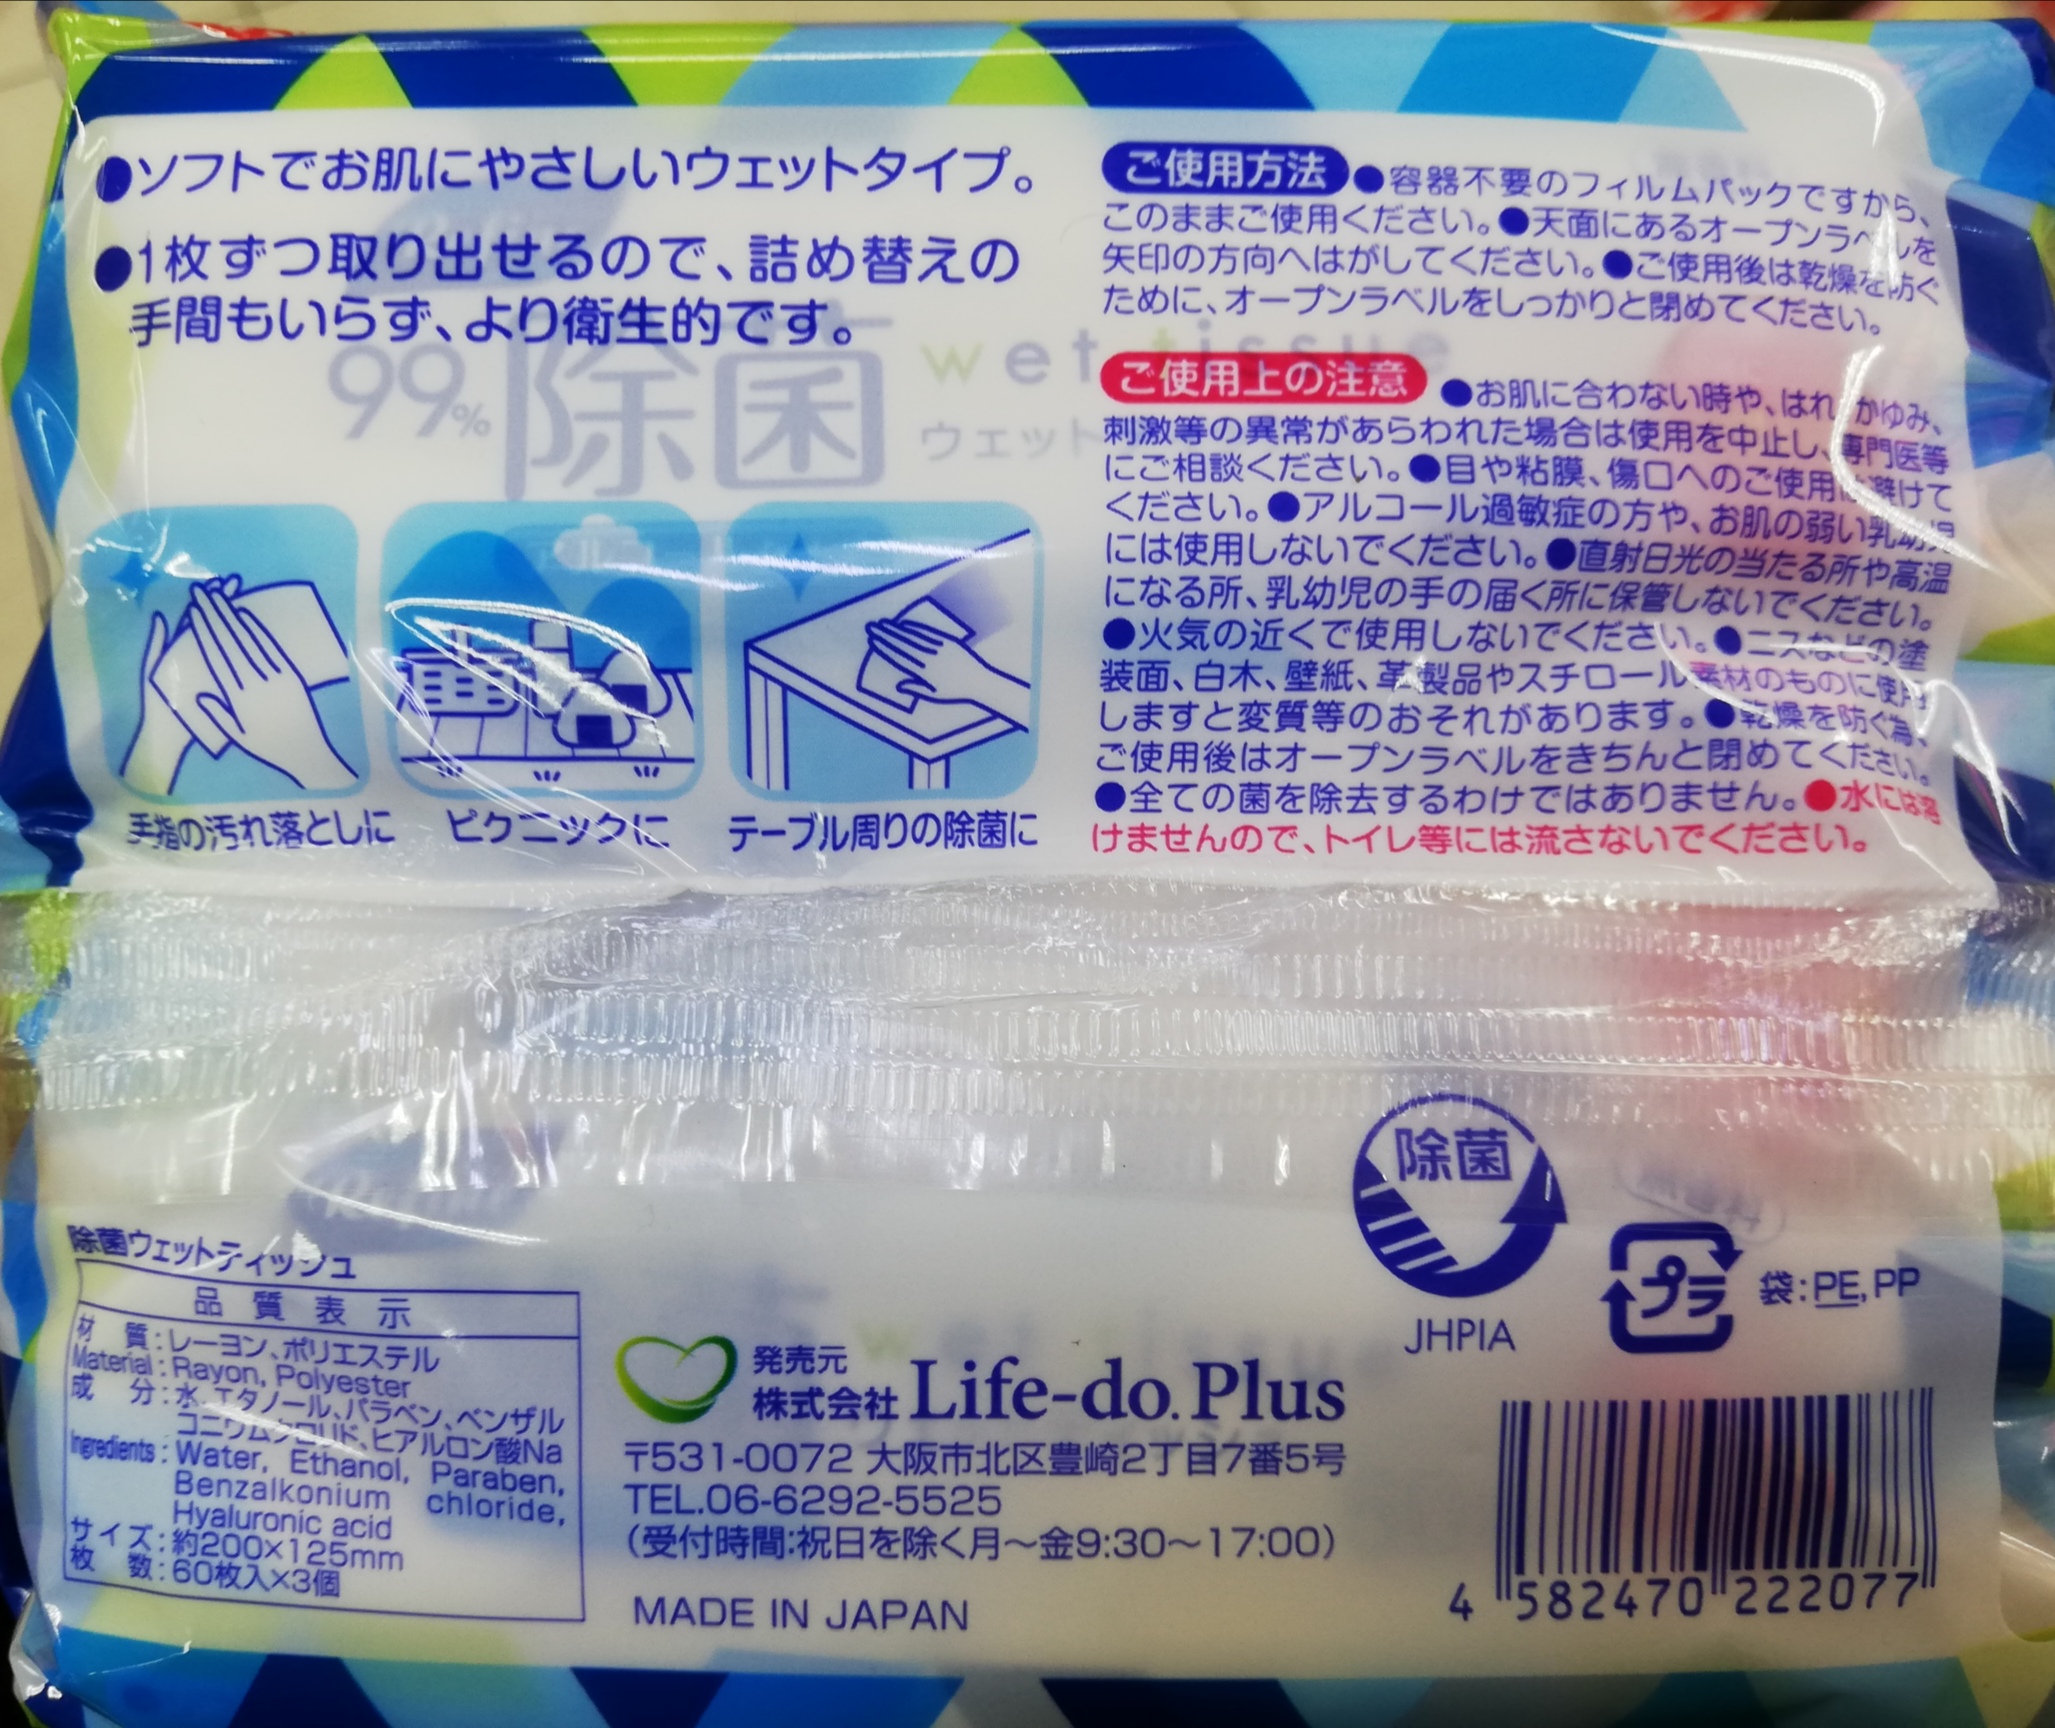 ●ソフトでお肌にやさしいウェットタイプ。
●1枚ずつ取り出せるので、詰め替えの
手間もいらず、より衛生的です。
99%除菌 wet tissue
ウェット
手指の汚れ落としに
ピクニックに
テーブル周りの除菌に
ご使用方法 ●容器不要のフィルムパックですから、
このままご使用ください。●天面にあるオープンラベルを
矢印の方向へはがしてください。●ご使用後は乾燥を防ぐ
ために、オープンラベルをしっかりと閉めてください。
ご使用上の注意 ●お肌に合わない時や、はれ、かゆみ、
刺激等の異常があらわれた場合は使用を中止し、専門医等
にご相談ください。●目や粘膜、傷口へのご使用は避けて
ください。●アルコール過敏症の方や、お肌の弱い乳幼児
には使用しないでください。●直射日光の当たる所や高温
になる所、乳幼児の手の届く所に保管しないでください。
●火気の近くで使用しないでください。●ニスなどの塗
装面、白木、壁紙、革製品やスチロール素材のものに使用
しますと変質等のおそれがあります。●乾燥を防ぐ為、
ご使用後はオープンラベルをきちんと閉めてください。
●全ての菌を除去するわけではありません。●水には溶
けませんので、トイレ等には流さないでください。
除菌
JHPIA
プラ
袋:PE,PP
除菌ウェットティッシュ
品質表示
材 質:レーヨン、ポリエステル
Material:Rayon, Polyester
成 分:水、エタノール、パラベン、ベンザル
コニウムクロリド、ヒアルロン酸Na
Ingredients:Water, Ethanol, Paraben,
Benzalkonium chloride,
Hyaluronic acid
サイズ:約200×125mm
枚 数:60枚入×3個
発売元
株式会社 Life-do.Plus
〒531-0072 大阪市北区豊崎2丁目7番5号
TEL.06-6292-5525
(受付時間:祝日を除く月～金9:30～17:00)
MADE IN JAPAN
4 582470 222077